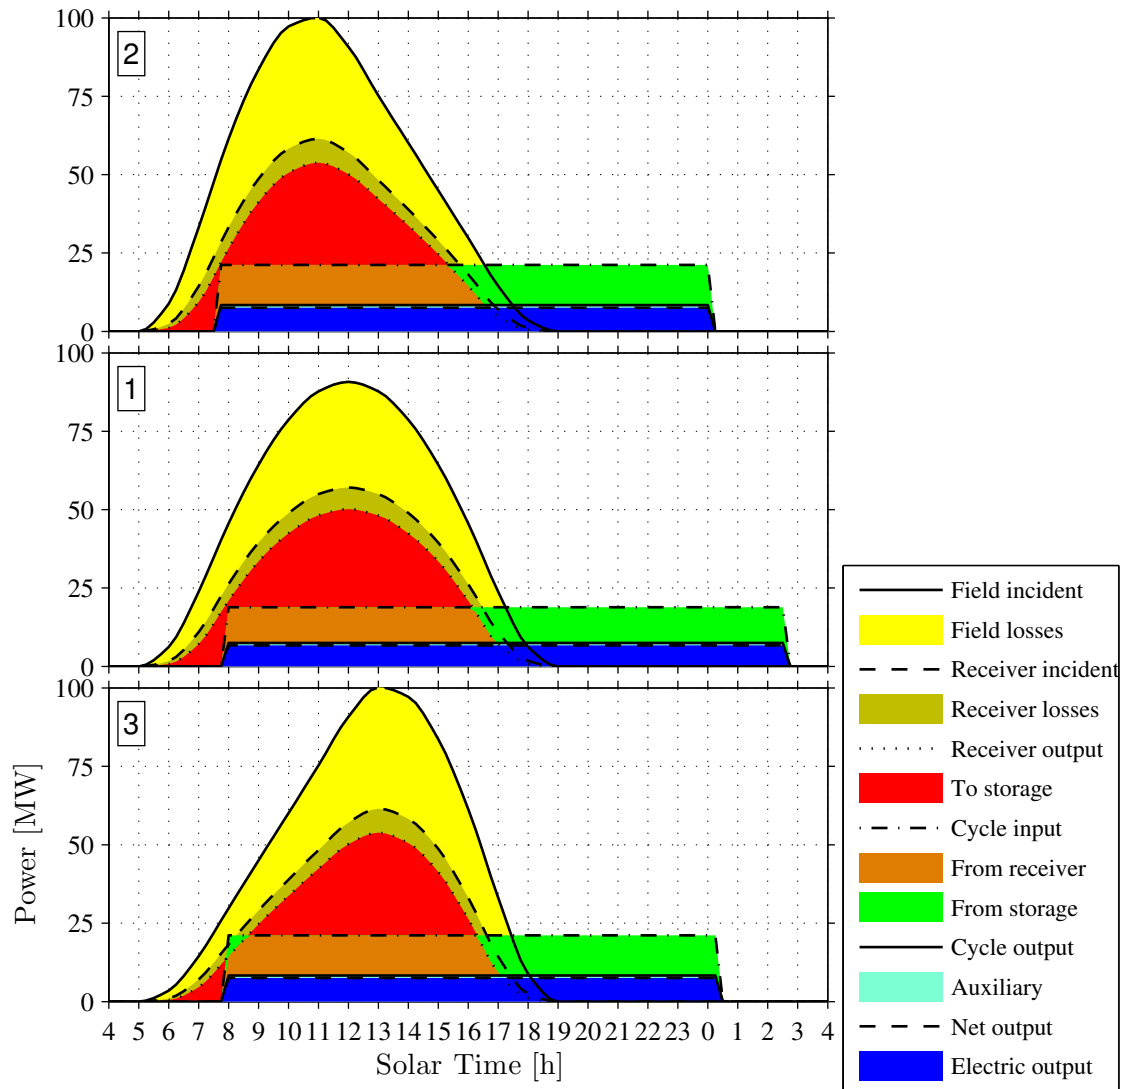 100
75
50
25
0
2
100
75
50
25
0
1
100
75
50
25
0
3
Power [MW]
4 5 6 7 8 9 10 11 12 13 14 15 16 17 18 19 20 21 22 23 0 1 2 3 4
Solar Time [h]
Field incident
Field losses
Receiver incident
Receiver losses
Receiver output
To storage
Cycle input
From receiver
From storage
Cycle output
Auxiliary
Net output
Electric output